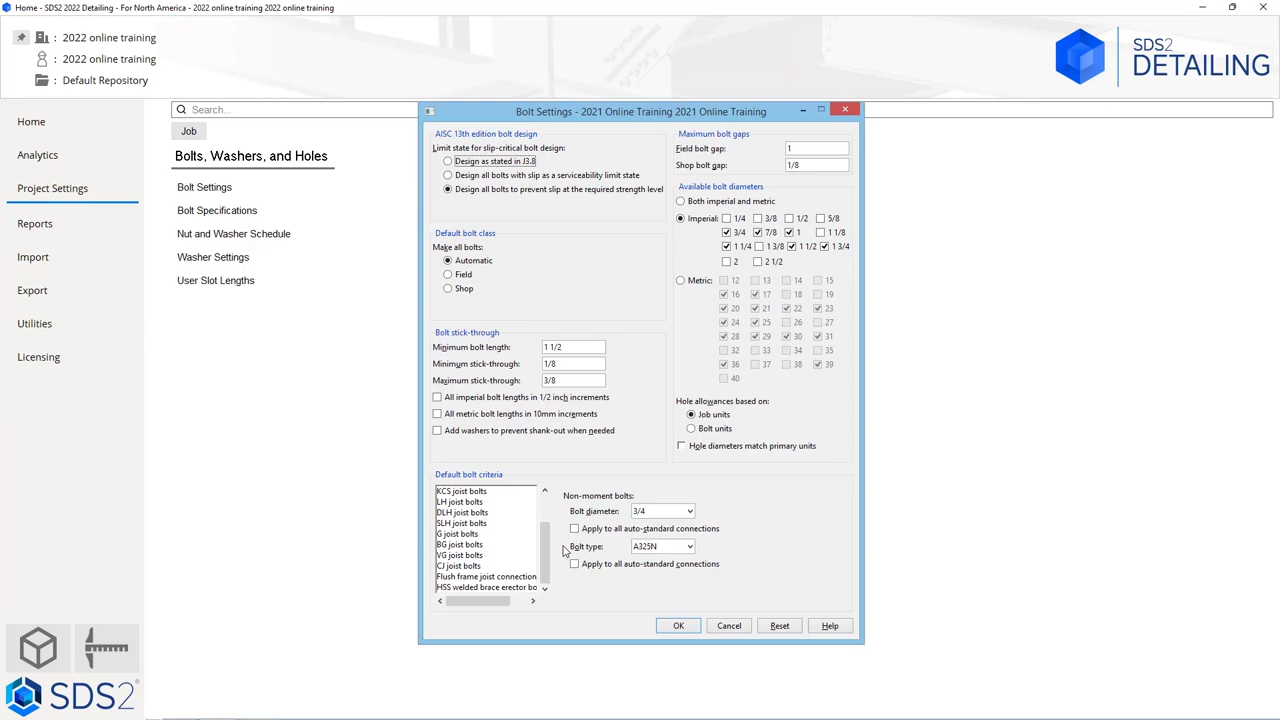 Home - SDS2 2022 Detailing - For North America - 2022 online training 2022 online training
: 2022 online training
: 2022 online training
: Default Repository
SDS2
DETAILING
Home
Analytics
Project Settings
Reports
Import
Export
Utilities
Licensing
SDS2
Search...
Job
Bolts, Washers, and Holes
Bolt Settings
Bolt Specifications
Nut and Washer Schedule
Washer Settings
User Slot Lengths
Bolt Settings - 2021 Online Training 2021 Online Training
AISC 13th edition bolt design
Limit state for slip-critical bolt design:
Design as stated in J3.8
Design all bolts with slip as a serviceability limit state
Design all bolts to prevent slip at the required strength level
Default bolt class
Make all bolts:
Automatic
Field
Shop
Bolt stick-through
Minimum bolt length: 1 1/2
Minimum stick-through: 1/8
Maximum stick-through: 3/8
All imperial bolt lengths in 1/2 inch increments
All metric bolt lengths in 10mm incrments
Add washers to prevent shank-out when needed
Maximum bolt gaps
Field bolt gap: 1
Shop bolt gap: 1/8
Available bolt diameters
Both imperial and metric
Imperial: 1/4 3/8 1/2 5/8
3/4 7/8 1 1 1/8
1 1/4 1 3/8 1 1/2 1 3/4
2 2 1/2
Metric: 12 13 14 15
16 17 18 19
20 21 22 23
24 25 26 27
28 29 30 31
32 33 34 35
36 37 38 39
40
Hole allowances based on:
Job units
Bolt units
Hole diameters match primary units
Default bolt criteria
KCS joist bolts
LH joist bolts
DLH joist bolts
SLH joist bolts
G joist bolts
BG joist bolts
VG joist bolts
CJ joist bolts
Flush frame joist connection
HSS welded brace erector bo
Non-moment bolts:
Bolt diameter: 3/4
Apply to all auto-standard connections
Bolt type: A325N
Apply to all auto-standard connections
OK Cancel Reset Help